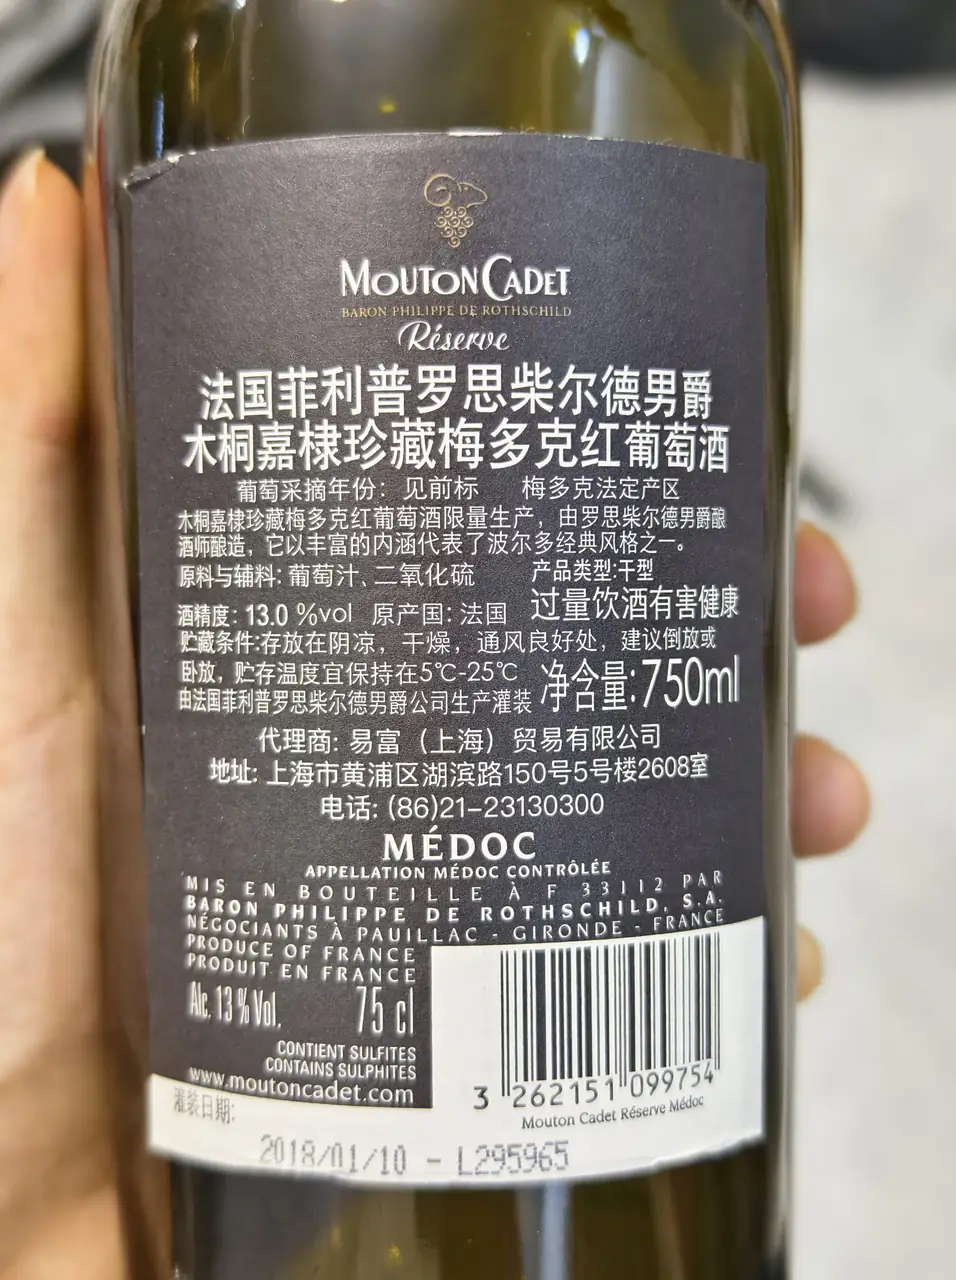 MOUTON CADET
BARON PHILIPPE DE ROTHSCHILD
Réserve
法国菲利普罗思柴尔德男爵
木桐嘉棣珍藏梅多克红葡萄酒
葡萄采摘年份：见前标 梅多克法定产区
木桐嘉棣珍藏梅多克红葡萄酒限量生产，由罗思柴尔德男爵酿
酒师酿造，它以丰富的内涵代表了波尔多经典风格之一。
原料与辅料: 葡萄汁、二氧化硫 产品类型:干型
酒精度: 13.0 %vol 原产国: 法国 过量饮酒有害健康
贮藏条件:存放在阴凉，干燥，通风良好处，建议倒放或
卧放，贮存温度宜保持在5℃-25℃ 净含量:750ml
由法国菲利普罗思柴尔德男爵公司生产灌装
代理商: 易富（上海）贸易有限公司
地址: 上海市黄浦区湖滨路150号5号楼2608室
电话: (86)21-23130300
MÉDOC
APPELLATION MÉDOC CONTRÔLÉE
MIS EN BOUTEILLE À F 33112 PAR
BARON PHILIPPE DE ROTHSCHILD, S.A.
NÉGOCIANTS À PAUILLAC - GIRONDE - FRANCE
PRODUCE OF FRANCE
PRODUIT EN FRANCE
Alc. 13 % Vol. 75 cl
CONTIENT SULFITES
CONTAINS SULPHITES
www.moutoncadet.com
3 262151 099754
Mouton Cadet Réserve Médoc
灌装日期:
2018/01/10 - L295965